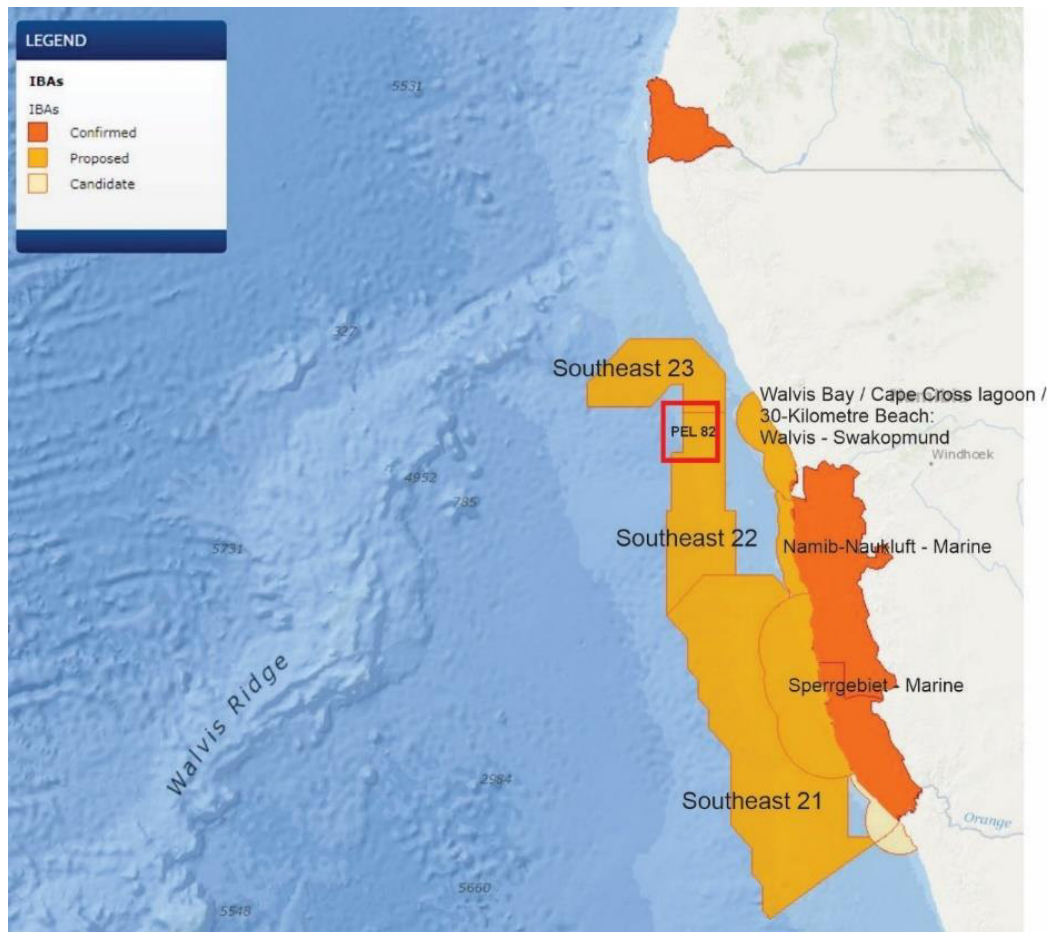 LEGEND
IBAs
IBAs
Confirmed
Proposed
Candidate
5531
327
Southeast 23
Walvis Bay / Cape Cross lagoon /
30-Kilometre Beach:
Walvis - Swakopmund
PEL 82
Windhoek
4952
785
5731
Southeast 22
Namib-Naukluft - Marine
Walvis Ridge
Sperrgebiet - Marine
2984
Southeast 21
Orange
5660
5548